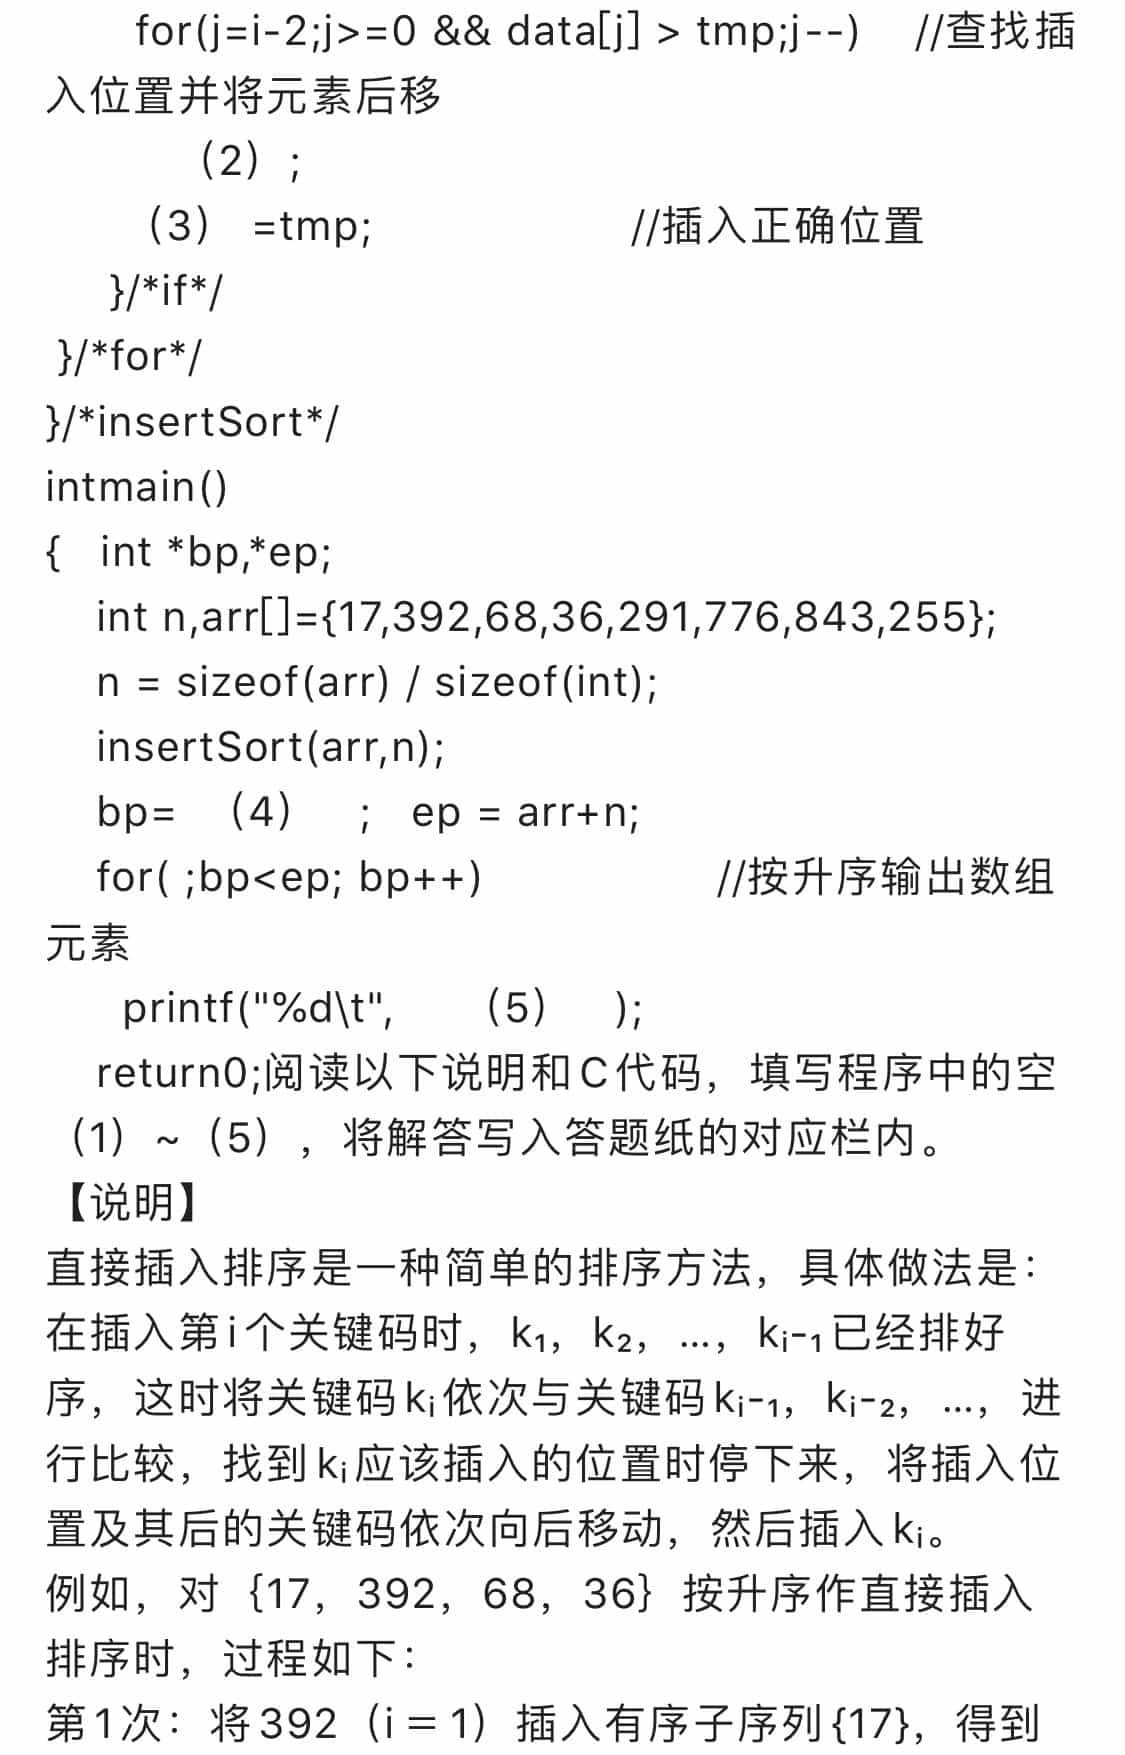 for(j=i-2;j>=0 && data[j] > tmp;j--) //查找插
入位置并将元素后移
（2）;
（3） =tmp; //插入正确位置
}/*if*/
}/*for*/
}/*insertSort*/
intmain()
{ int *bp,*ep;
int n,arr[]={17,392,68,36,291,776,843,255};
n = sizeof(arr) / sizeof(int);
insertSort(arr,n);
bp= （4） ; ep = arr+n;
for( ;bp<ep; bp++) //按升序输出数组
元素
printf("%d\t", （5） );
return0;阅读以下说明和C代码，填写程序中的空
（1）~（5），将解答写入答题纸的对应栏内。
【说明】
直接插入排序是一种简单的排序方法，具体做法是：
在插入第i个关键码时，k₁，k₂，…，kᵢ-₁已经排好
序，这时将关键码kᵢ依次与关键码kᵢ-₁，kᵢ-₂，…，进
行比较，找到kᵢ应该插入的位置时停下来，将插入位
置及其后的关键码依次向后移动，然后插入kᵢ。
例如，对｛17，392，68，36｝按升序作直接插入
排序时，过程如下：
第1次：将392（i＝1）插入有序子序列{17}，得到